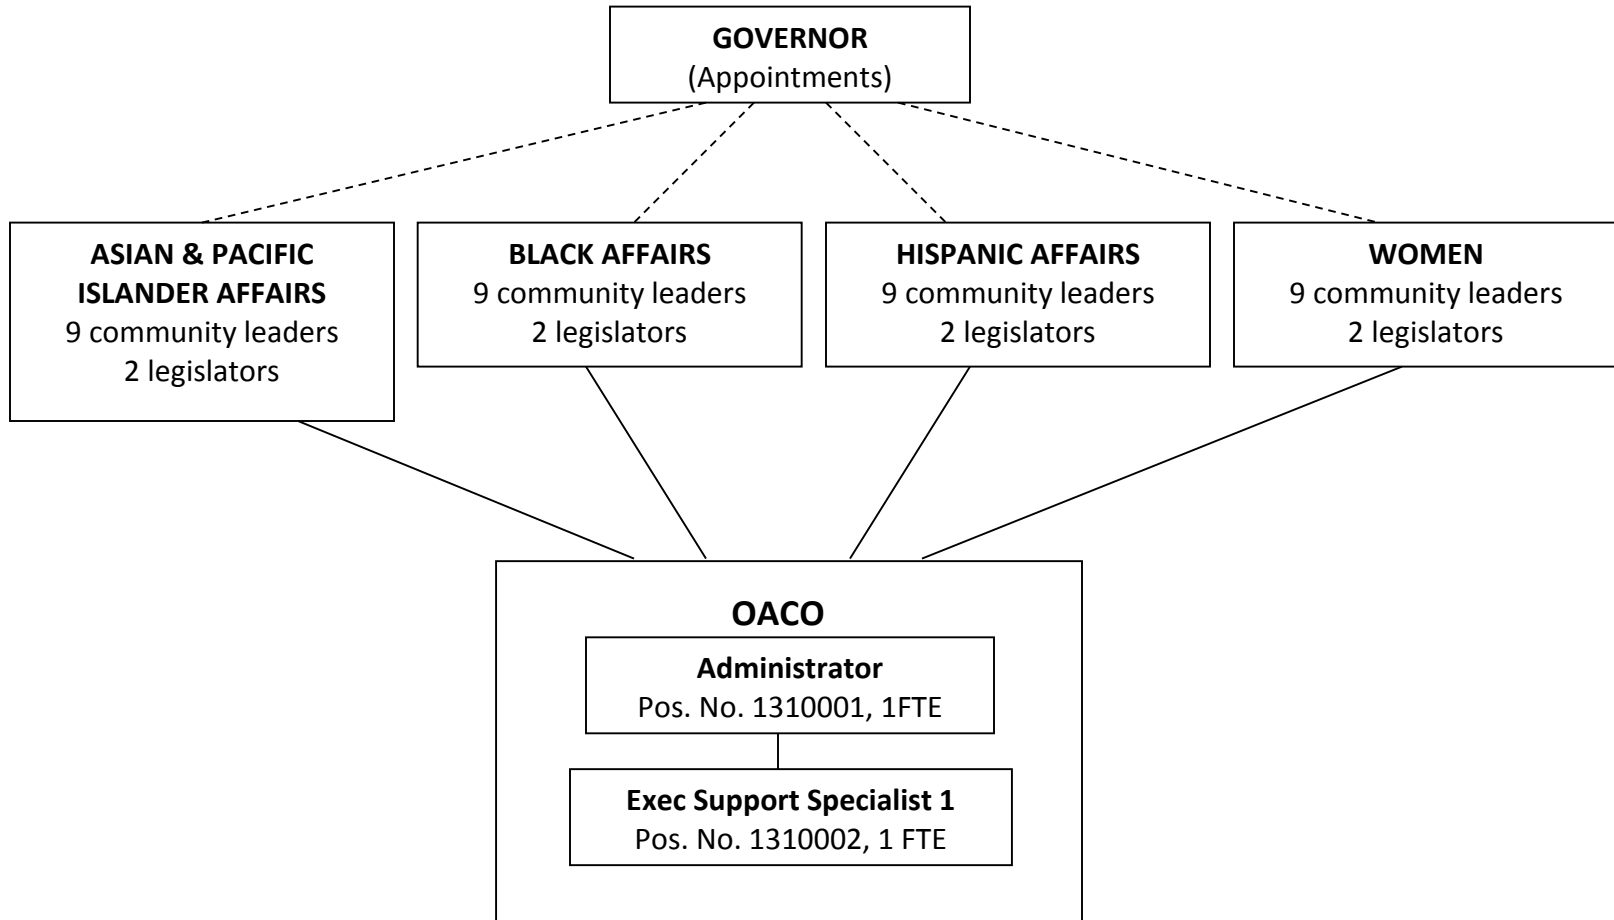 GOVERNOR
(Appointments)
ASIAN & PACIFIC
ISLANDER AFFAIRS
9 community leaders
2 legislators
BLACK AFFAIRS
9 community leaders
2 legislators
HISPANIC AFFAIRS
9 community leaders
2 legislators
WOMEN
9 community leaders
2 legislators
OACO
Administrator
Pos. No. 1310001, 1FTE
Exec Support Specialist 1
Pos. No. 1310002, 1 FTE